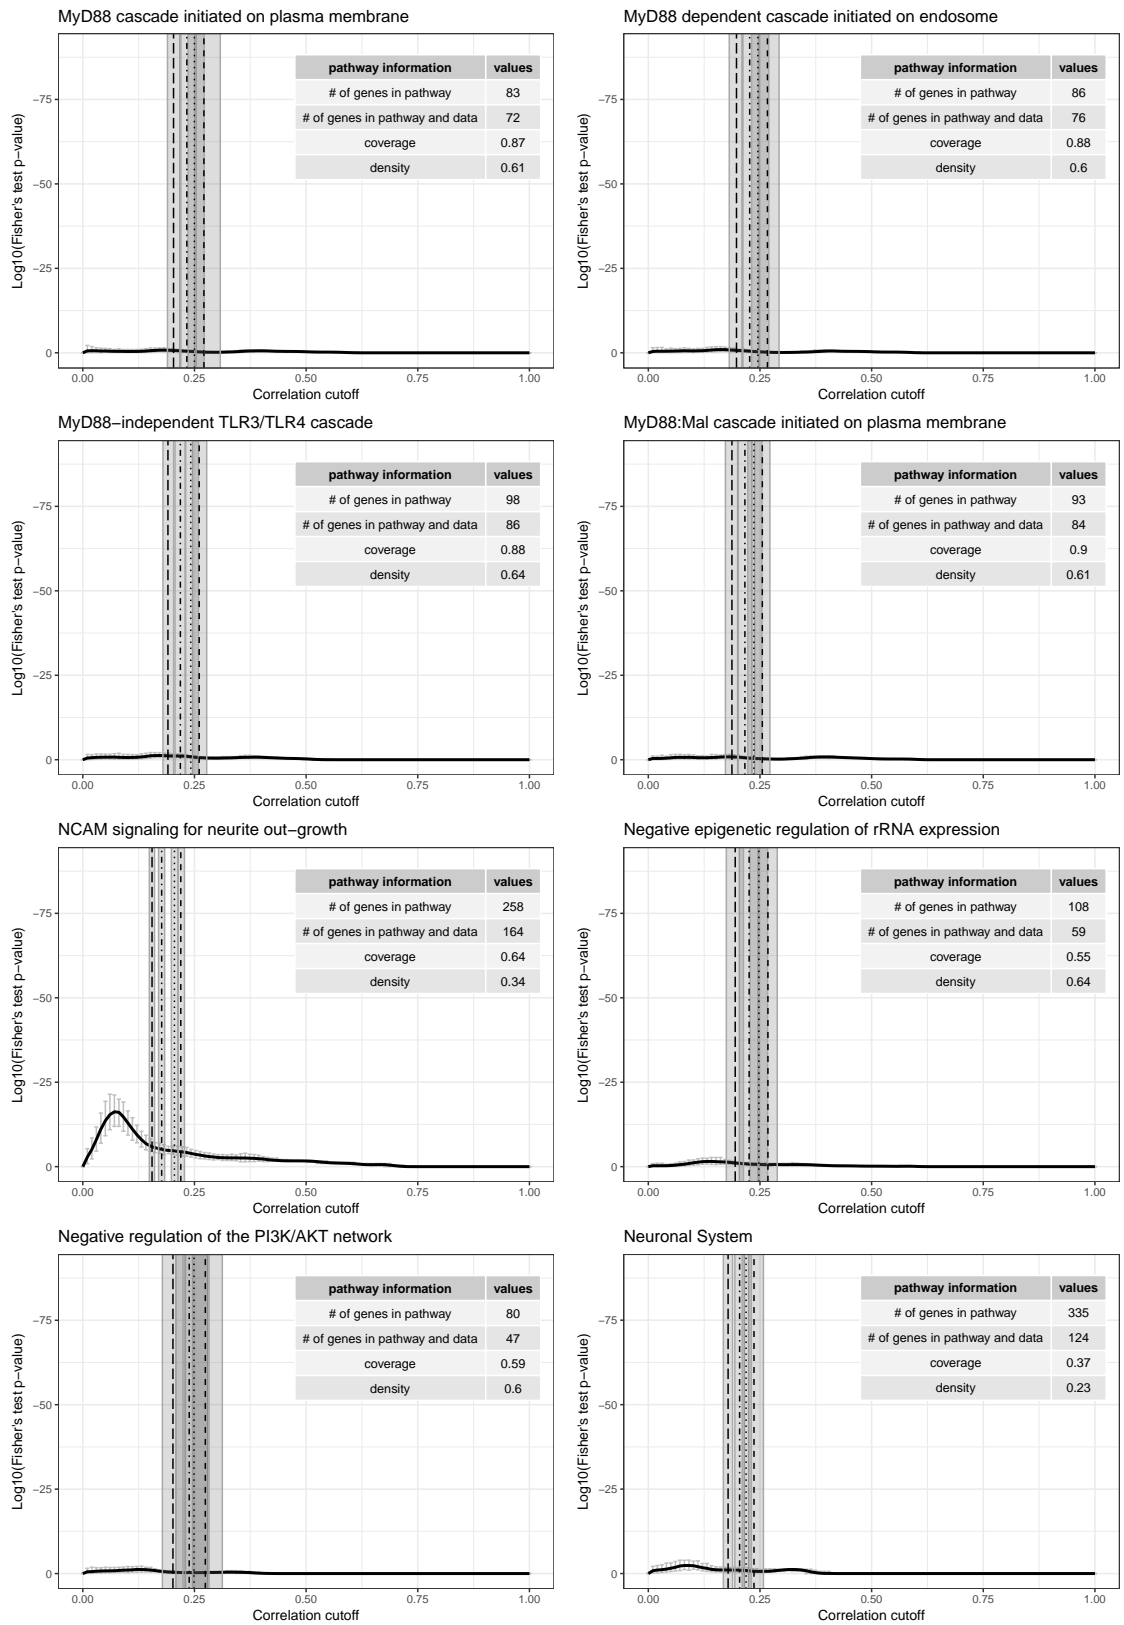 MyD88 cascade initiated on plasma membrane
Log10(Fisher's test p−value)
−75
−50
−25
0
pathway information values
# of genes in pathway 83
# of genes in pathway and data 72
coverage 0.87
density 0.61
0.00 0.25 0.50 0.75 1.00
Correlation cutoff
MyD88 dependent cascade initiated on endosome
Log10(Fisher's test p−value)
−75
−50
−25
0
pathway information values
# of genes in pathway 86
# of genes in pathway and data 76
coverage 0.88
density 0.6
0.00 0.25 0.50 0.75 1.00
Correlation cutoff
MyD88−independent TLR3/TLR4 cascade
Log10(Fisher's test p−value)
−75
−50
−25
0
pathway information values
# of genes in pathway 98
# of genes in pathway and data 86
coverage 0.88
density 0.64
0.00 0.25 0.50 0.75 1.00
Correlation cutoff
MyD88:Mal cascade initiated on plasma membrane
Log10(Fisher's test p−value)
−75
−50
−25
0
pathway information values
# of genes in pathway 93
# of genes in pathway and data 84
coverage 0.9
density 0.61
0.00 0.25 0.50 0.75 1.00
Correlation cutoff
NCAM signaling for neurite out−growth
Log10(Fisher's test p−value)
−75
−50
−25
0
pathway information values
# of genes in pathway 258
# of genes in pathway and data 164
coverage 0.64
density 0.34
0.00 0.25 0.50 0.75 1.00
Correlation cutoff
Negative epigenetic regulation of rRNA expression
Log10(Fisher's test p−value)
−75
−50
−25
0
pathway information values
# of genes in pathway 108
# of genes in pathway and data 59
coverage 0.55
density 0.64
0.00 0.25 0.50 0.75 1.00
Correlation cutoff
Negative regulation of the PI3K/AKT network
Log10(Fisher's test p−value)
−75
−50
−25
0
pathway information values
# of genes in pathway 80
# of genes in pathway and data 47
coverage 0.59
density 0.6
0.00 0.25 0.50 0.75 1.00
Correlation cutoff
Neuronal System
Log10(Fisher's test p−value)
−75
−50
−25
0
pathway information values
# of genes in pathway 335
# of genes in pathway and data 124
coverage 0.37
density 0.23
0.00 0.25 0.50 0.75 1.00
Correlation cutoff